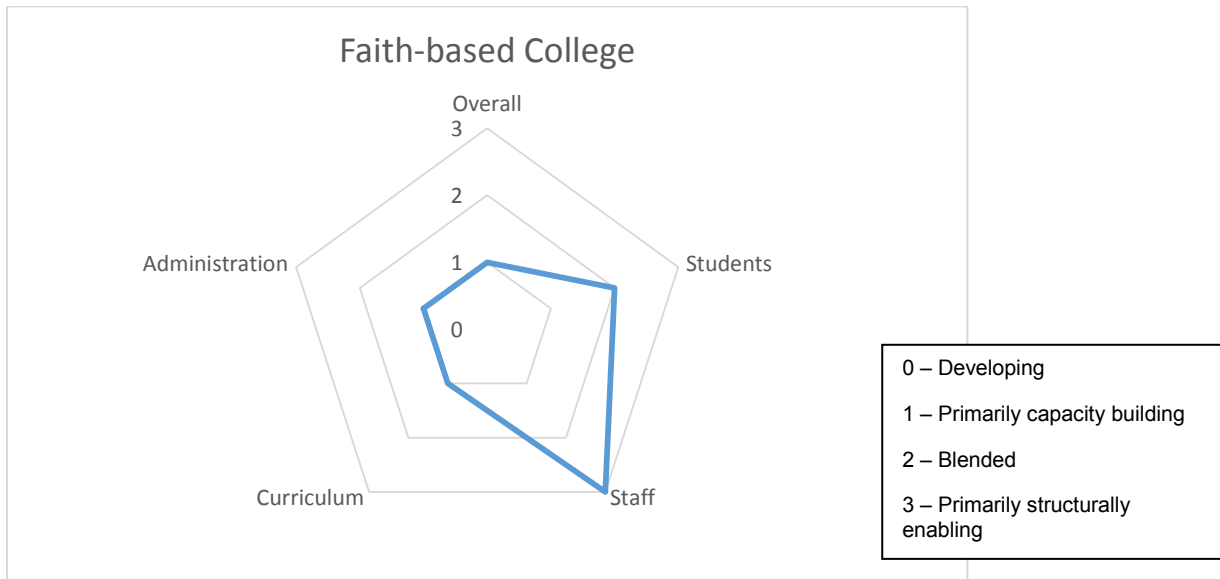 Faith-based College
Overall
3
2
1
0
Administration
Students
Curriculum
Staff
0 – Developing
1 – Primarily capacity building
2 – Blended
3 – Primarily structurally
enabling